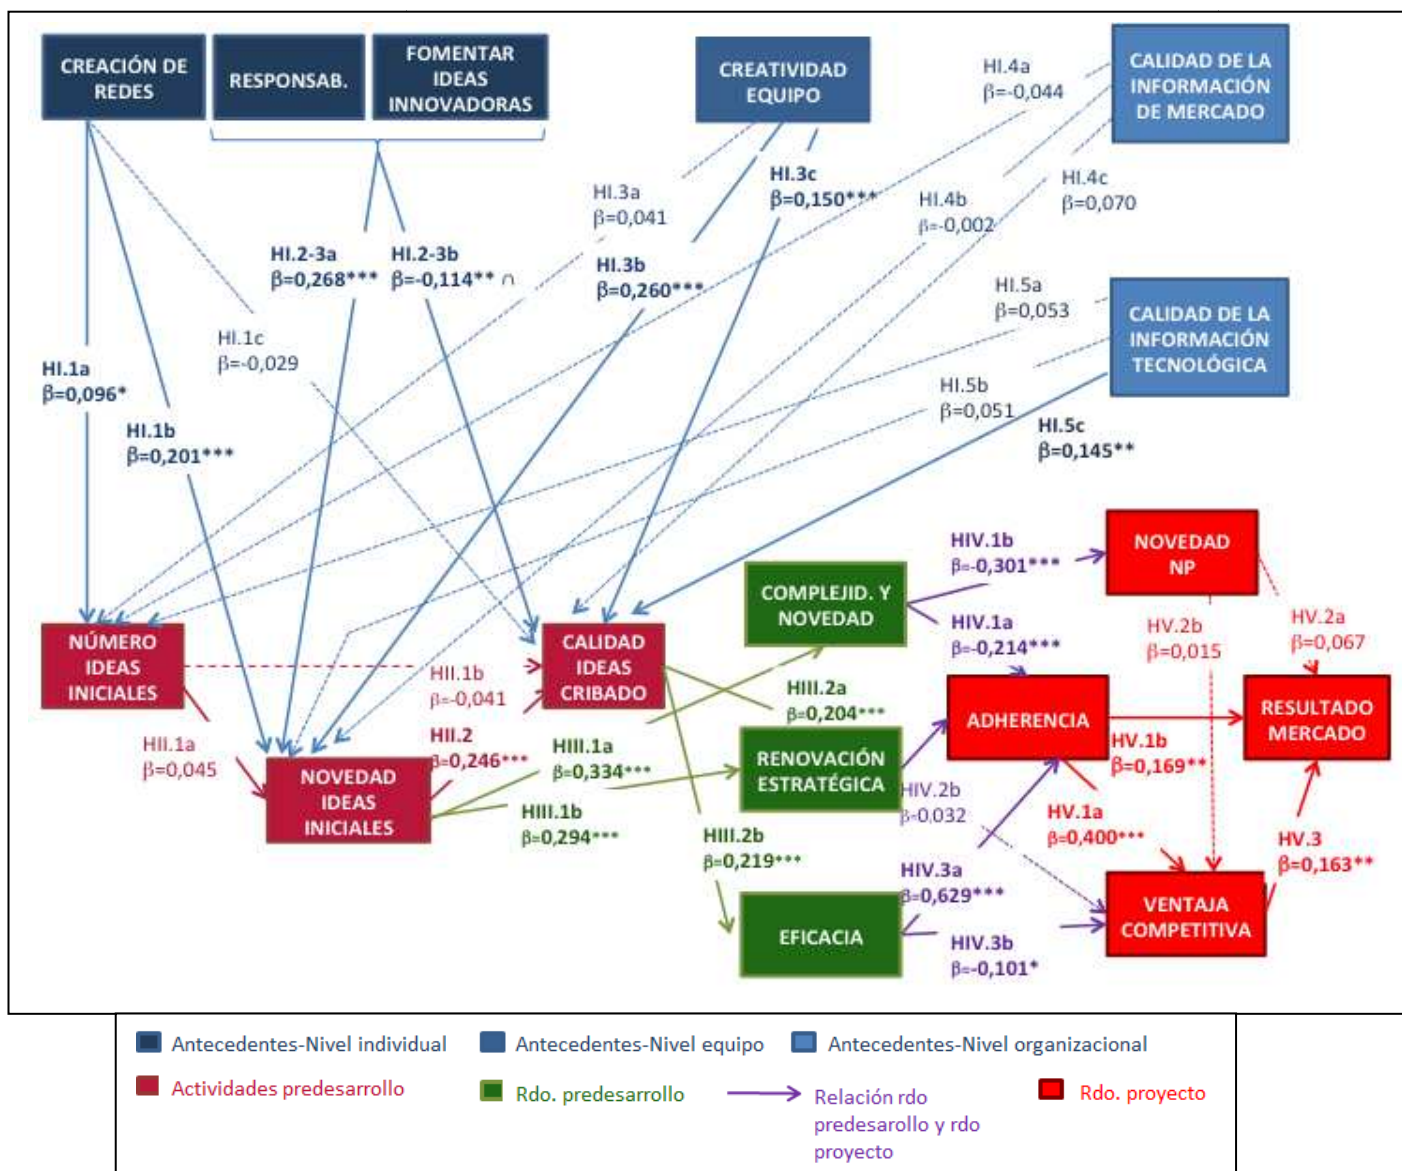 CREACIÓN DE
REDES
RESPONSAB.
FOMENTAR
IDEAS
INNOVADORAS
CREATIVIDAD
EQUIPO
HI.4a
β=-0,044
CALIDAD DE LA
INFORMACIÓN
DE MERCADO
HI.3a
β=0,041
HI.3c
β=0,150***
HI.4b
β=-0,002
HI.4c
β=0,070
HI.2-3a
β=0,268***
HI.2-3b
β=-0,114** ∩
HI.3b
β=0,260***
HI.5a
β=0,053
CALIDAD DE LA
INFORMACIÓN
TECNOLÓGICA
HI.1c
β=-0,029
HI.1a
β=0,096*
HI.5b
β=0,051
HI.1b
β=0,201***
HI.5c
β=0,145**
HIV.1b
β=-0,301***
NOVEDAD
NP
COMPLEJID. Y
NOVEDAD
HIV.1a
β=-0,214***
HV.2b
β=0,015
HV.2a
β=0,067
NÚMERO
IDEAS
INICIALES
CALIDAD
IDEAS
CRIBADO
HII.1b
β=-0,041
HIII.2a
β=0,204***
ADHERENCIA
RESULTADO
MERCADO
HII.1a
β=0,045
HII.2
β=0,246***
HIII.1a
β=0,334***
RENOVACIÓN
ESTRATÉGICA
HV.1b
β=0,169**
NOVEDAD
IDEAS
INICIALES
HIII.1b
β=0,294***
HIV.2b
β=0,032
HV.1a
β=0,400***
HIII.2b
β=0,219***
HV.3
β=0,163**
HIV.3a
β=0,629***
EFICACIA
VENTAJA
COMPETITIVA
HIV.3b
β=-0,101*
Antecedentes-Nivel individual
Antecedentes-Nivel equipo
Antecedentes-Nivel organizacional
Actividades predesarrollo
Rdo. predesarrollo
Relación rdo
predesarollo y rdo
proyecto
Rdo. proyecto